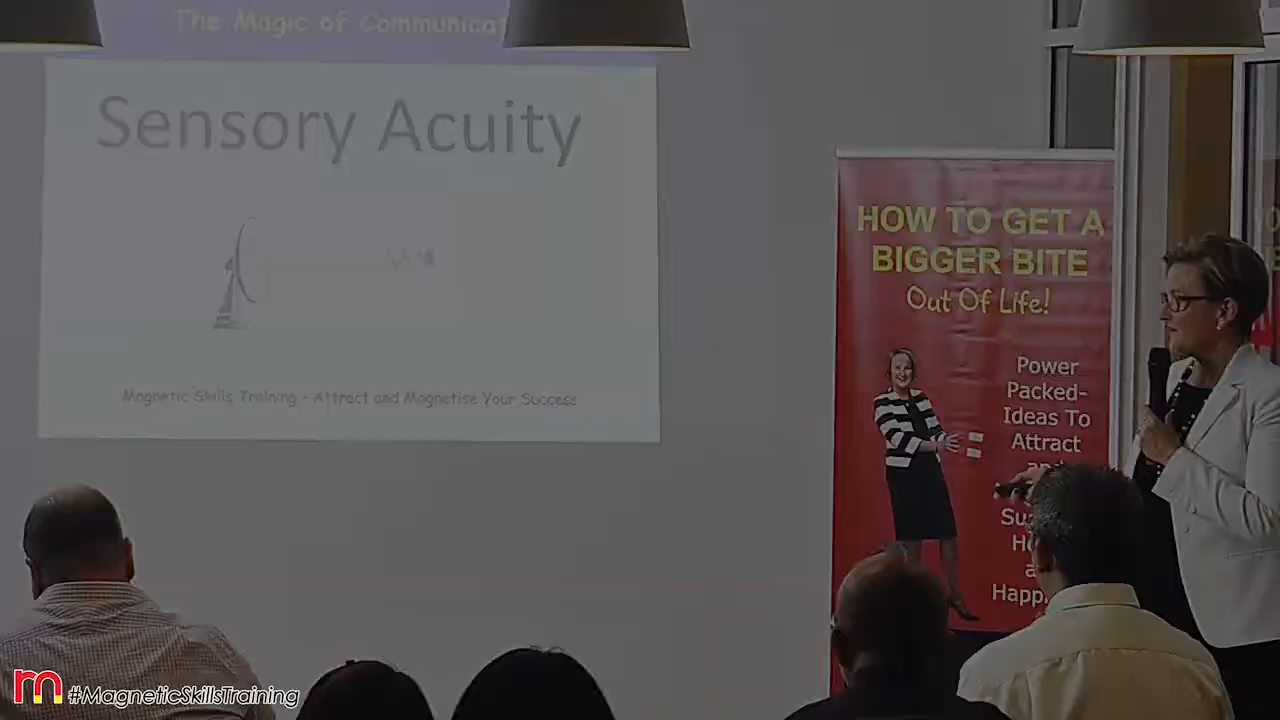 The Magic of
Sensory Acuity
Magnetic Skills Training - Attract and Magnetise Your Success
HOW TO GET A
BIGGER BITE
Out Of Life!
Power
Packed-
Ideas To
Attract
and
m #MagneticSkillsTraining